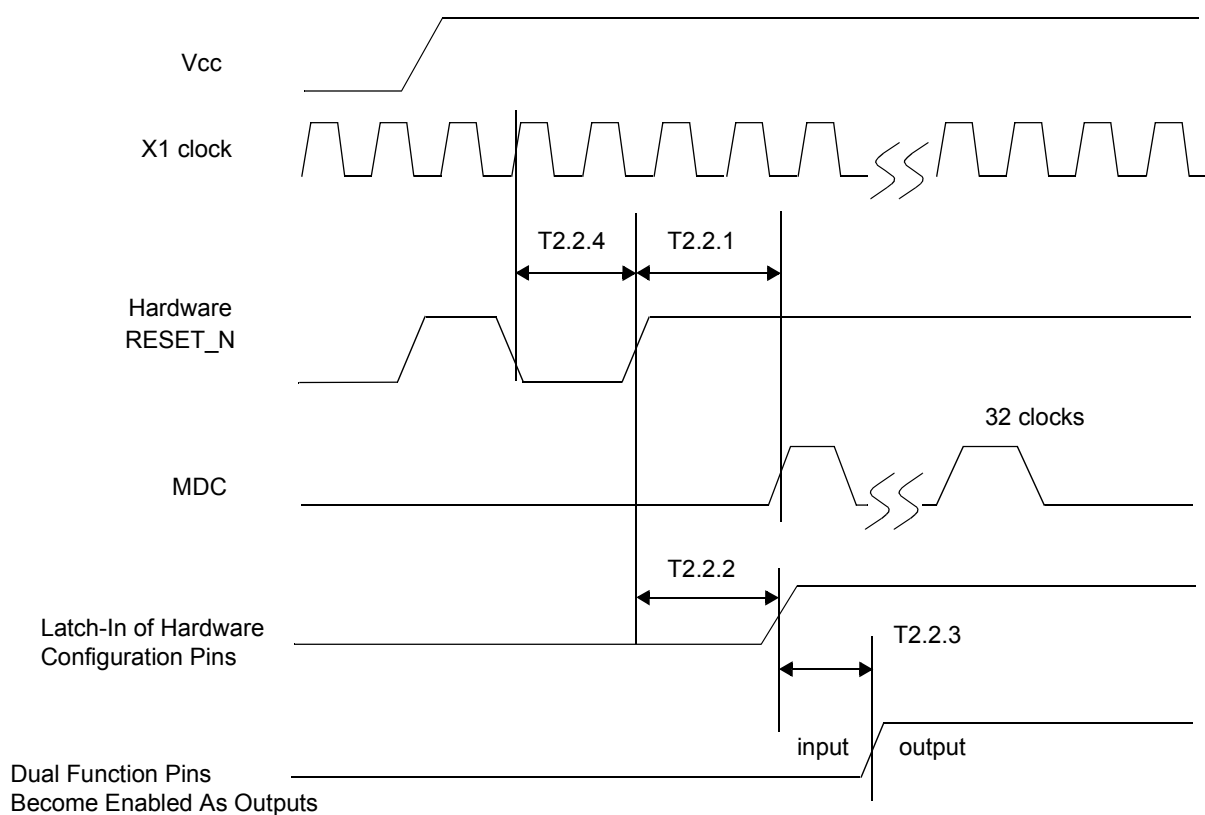 Vcc
X1 clock
T2.2.4
T2.2.1
Hardware
RESET_N
32 clocks
MDC
T2.2.2
Latch-In of Hardware
Configuration Pins
T2.2.3
input
output
Dual Function Pins
Become Enabled As Outputs